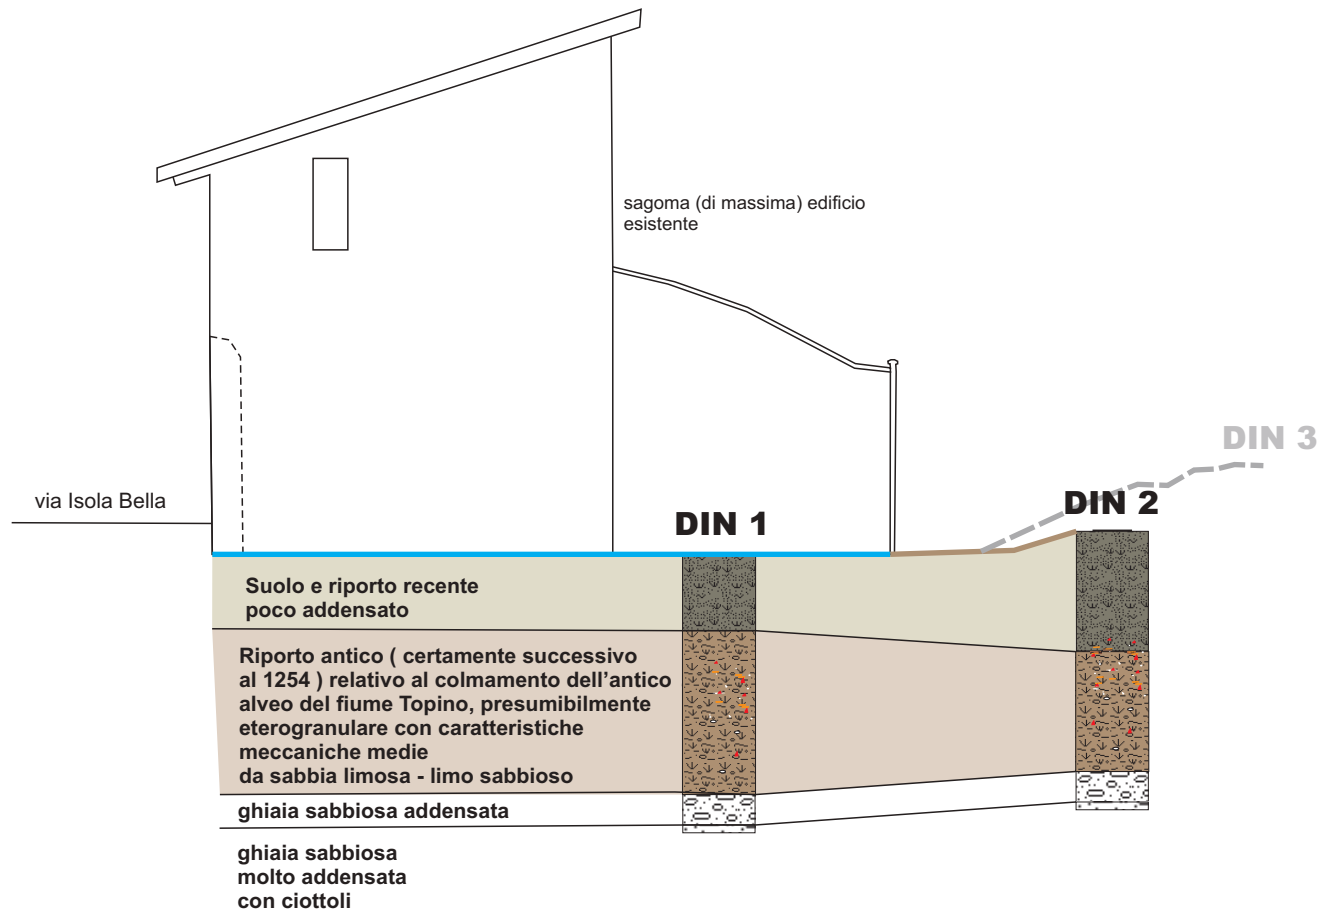 sagoma (di massima) edificio
esistente
DIN 3
via Isola Bella
DIN 2
DIN 1
Suolo e riporto recente
poco addensato
Riporto antico ( certamente successivo
al 1254 ) relativo al colmamento dell'antico
alveo del fiume Topino, presumibilmente
eterogranulare con caratteristiche
meccaniche medie
da sabbia limosa - limo sabbioso
ghiaia sabbiosa addensata
ghiaia sabbiosa
molto addensata
con ciottoli